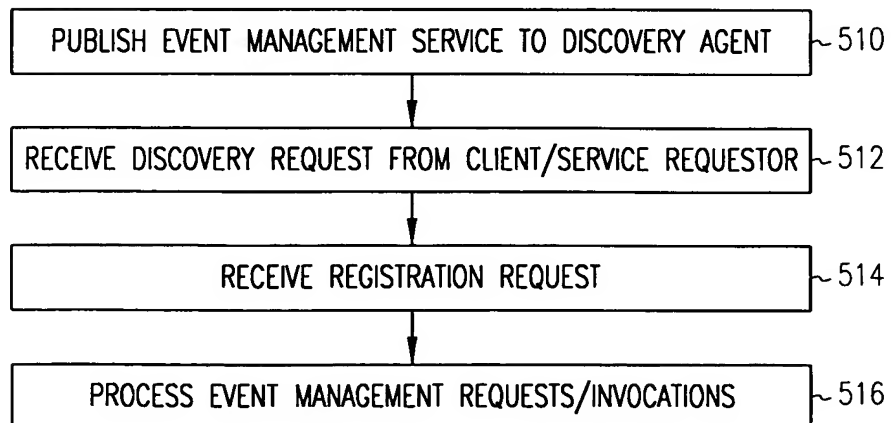 PUBLISH EVENT MANAGEMENT SERVICE TO DISCOVERY AGENT 510
RECEIVE DISCOVERY REQUEST FROM CLIENT/SERVICE REQUESTOR 512
RECEIVE REGISTRATION REQUEST 514
PROCESS EVENT MANAGEMENT REQUESTS/INVOCATIONS 516